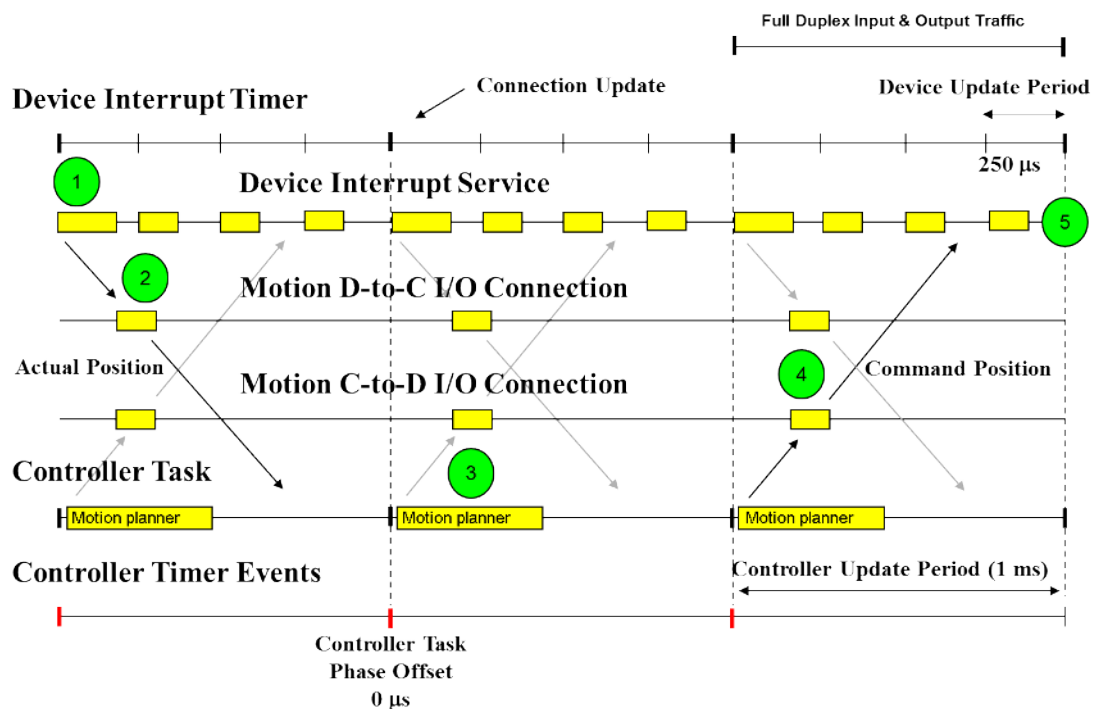 Full Duplex Input & Output Traffic
Connection Update
Device Update Period
Device Interrupt Timer
250 µs
1
Device Interrupt Service
5
2
Motion D-to-C I/O Connection
Actual Position
4
Command Position
Motion C-to-D I/O Connection
Controller Task
3
Motion planner
Motion planner
Motion planner
Controller Timer Events
Controller Update Period (1 ms)
Controller Task
Phase Offset
0 µs